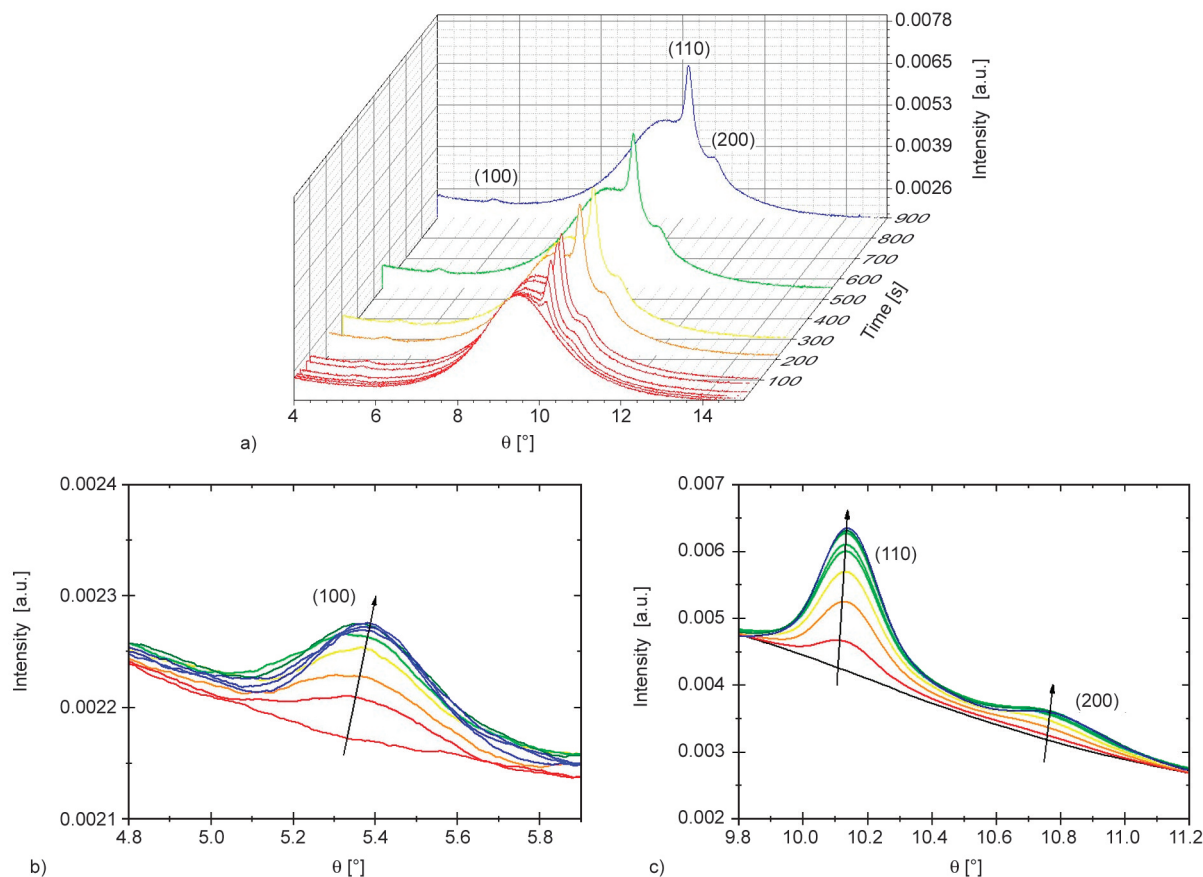 0.0078
(110)
0.0065
0.0053
(200)
0.0039
(100)
0.0026
Intensity [a.u.]
900
800
700
600
500
400
300
200
100
Time [s]
4 6 8 10 12 14
a)
θ [°]
0.0024
0.0023
0.0022
0.0021
Intensity [a.u.]
(100)
4.8 5.0 5.2 5.4 5.6 5.8
b)
θ [°]
0.007
0.006
0.005
0.004
0.003
0.002
Intensity [a.u.]
(110)
(200)
9.8 10.0 10.2 10.4 10.6 10.8 11.0 11.2
c)
θ [°]